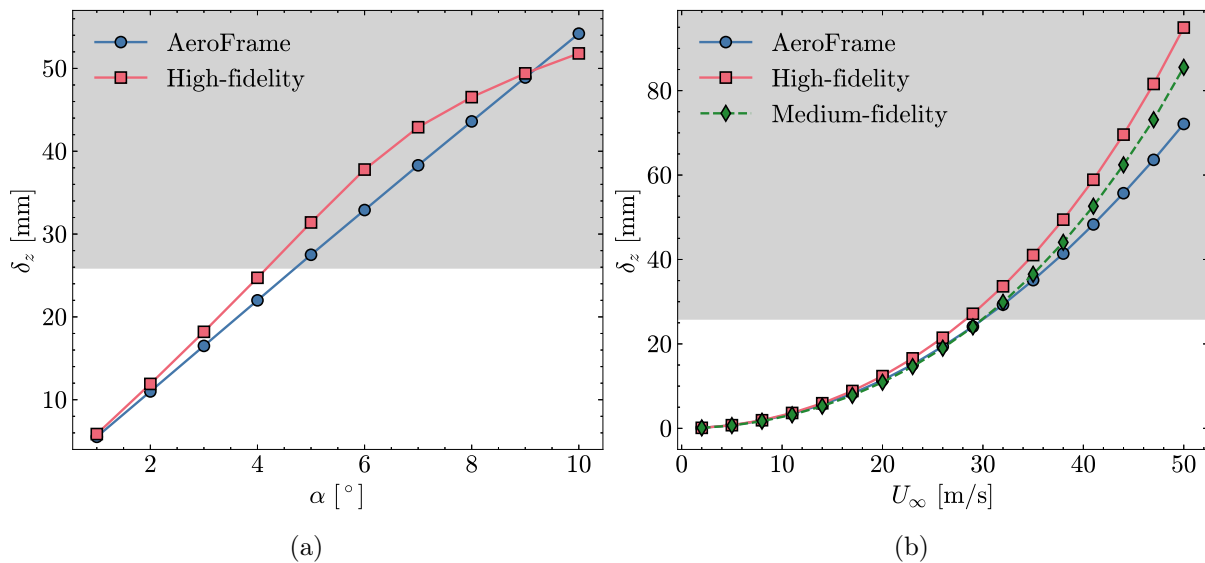 AeroFrame
High-fidelity
50
40
30
20
10
δz [mm]
2
4
6
8
10
α [°]
(a)
AeroFrame
High-fidelity
Medium-fidelity
80
60
40
20
0
δz [mm]
0
10
20
30
40
50
U∞ [m/s]
(b)